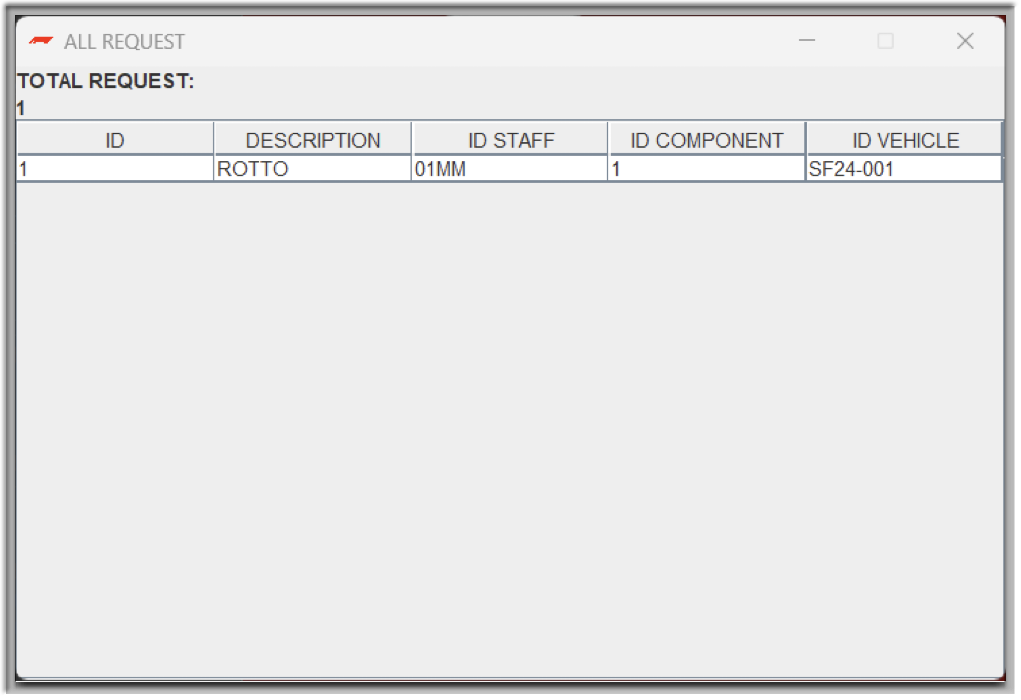 ALL REQUEST
TOTAL REQUEST:
1
ID DESCRIPTION ID STAFF ID COMPONENT ID VEHICLE
1 ROTTO 01MM 1 SF24-001